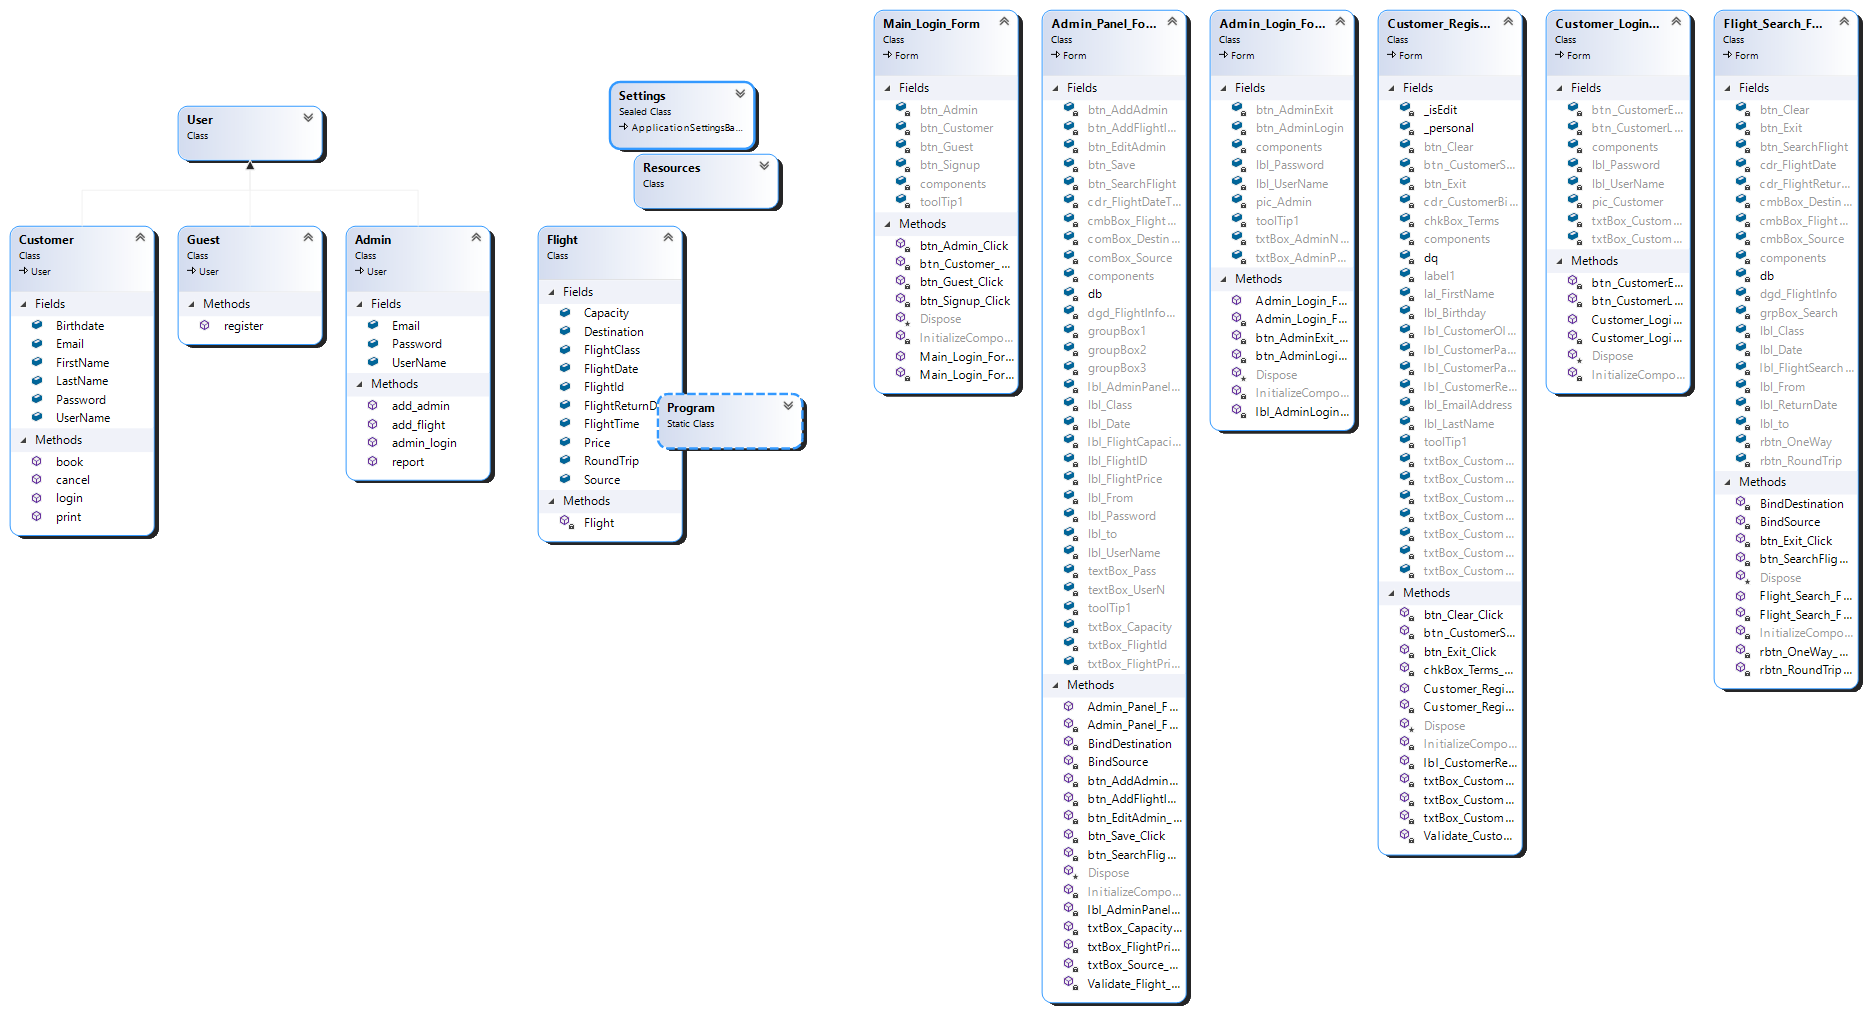 User
Class
Customer
Class
User
Fields
Birthdate
Email
FirstName
LastName
Password
UserName
Methods
book
cancel
login
print
Guest
Class
User
Methods
register
Admin
Class
User
Fields
Email
Password
UserName
Methods
add_admin
add_flight
admin_login
report
Settings
Sealed Class
ApplicationSettingsBa...
Resources
Class
Flight
Class
Fields
Capacity
Destination
FlightClass
FlightDate
FlightId
FlightReturnD
FlightTime
Price
RoundTrip
Source
Methods
Flight
Program
Static Class
Main_Login_Form
Class
Form
Fields
btn_Admin
btn_Customer
btn_Guest
btn_Signup
components
toolTip1
Methods
btn_Admin_Click
btn_Customer_...
btn_Guest_Click
btn_Signup_Click
Dispose
InitializeCompo...
Main_Login_For...
Main_Login_For...
Admin_Panel_Fo...
Class
Form
Fields
btn_AddAdmin
btn_AddFlightI...
btn_EditAdmin
btn_Save
btn_SearchFlight
cdr_FlightDateT...
cmbBox_Flight...
comBox_Destin...
comBox_Source
components
db
dgd_FlightInfo...
groupBox1
groupBox2
groupBox3
lbl_AdminPanel...
lbl_Class
lbl_Date
lbl_FlightCapaci...
lbl_FlightID
lbl_FlightPrice
lbl_From
lbl_Password
lbl_to
lbl_UserName
textBox_Pass
textBox_UserN
toolTip1
txtBox_Capacity
txtBox_FlightId
txtBox_FlightPri...
Methods
Admin_Panel_F...
Admin_Panel_F...
BindDestination
BindSource
btn_AddAdmin...
btn_AddFlightI...
btn_EditAdmin_...
btn_Save_Click
btn_SearchFlig...
Dispose
InitializeCompo...
lbl_AdminPanel...
txtBox_Capacity...
txtBox_FlightPri...
txtBox_Source_...
Validate_Flight_...
Admin_Login_Fo...
Class
Form
Fields
btn_AdminExit
btn_AdminLogin
components
lbl_Password
lbl_UserName
pic_Admin
toolTip1
txtBox_AdminN...
txtBox_AdminP...
Methods
Admin_Login_F...
Admin_Login_F...
btn_AdminExit_...
btn_AdminLogi...
Dispose
InitializeCompo...
lbl_AdminLogin...
Customer_Regis...
Class
Form
Fields
_isEdit
_personal
btn_Clear
btn_CustomerS...
btn_Exit
cdr_CustomerBi...
chkBox_Terms
components
dq
label1
lal_FirstName
lbl_Birthday
lbl_CustomerOl...
lbl_CustomerPa...
lbl_CustomerPa...
lbl_CustomerRe...
lbl_EmailAddress
lbl_LastName
toolTip1
txtBox_Custom...
txtBox_Custom...
txtBox_Custom...
txtBox_Custom...
txtBox_Custom...
txtBox_Custom...
txtBox_Custom...
Methods
btn_Clear_Click
btn_CustomerS...
btn_Exit_Click
chkBox_Terms_...
Customer_Regi...
Customer_Regi...
Dispose
InitializeCompo...
lbl_CustomerRe...
txtBox_Custom...
txtBox_Custom...
txtBox_Custom...
Validate_Custo...
Customer_Login...
Class
Form
Fields
btn_CustomerE...
btn_CustomerL...
components
lbl_Password
lbl_UserName
pic_Customer
txtBox_Custom...
txtBox_Custom...
Methods
btn_CustomerE...
btn_CustomerL...
Customer_Logi...
Customer_Logi...
Dispose
InitializeCompo...
Flight_Search_F...
Class
Form
Fields
btn_Clear
btn_Exit
btn_SearchFlight
cdr_FlightDate
cdr_FlightRetur...
cmbBox_Destin...
cmbBox_Flight...
cmbBox_Source
components
db
dgd_FlightInfo
grpBox_Search
lbl_Class
lbl_Date
lbl_FlightSearch...
lbl_From
lbl_ReturnDate
lbl_to
rbtn_OneWay
rbtn_RoundTrip
Methods
BindDestination
BindSource
btn_Exit_Click
btn_SearchFlig...
Dispose
Flight_Search_F...
Flight_Search_F...
InitializeCompo...
rbtn_OneWay_...
rbtn_RoundTrip...